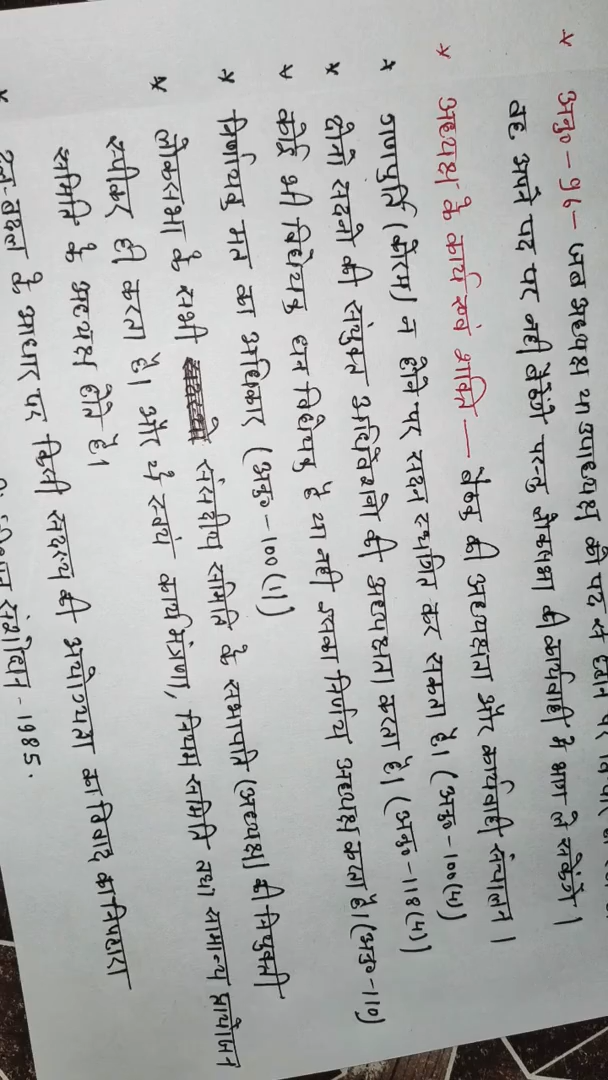 * अनु०-96- जब अध्यक्ष या उपाध्यक्ष को पद से हटाने पर विचार
वह अपने पद पर नहीं बैठेंगे परन्तु लोकसभा की कार्यवाही में भाग ले सकेंगे।
* अध्यक्ष के कार्य एवं शक्ति — बैठक की अध्यक्षता और कार्यवाही संचालन।
* गणपूर्ति (कोरम) न होने पर सदन स्थगित कर सकता है। (अनु०-100(4)
* दोनों सदनों की संयुक्त अधिवेशनों की अध्यक्षता करता है। (अनु०-118(4)
* कोई भी विधेयक धन विधेयक है या नहीं इसका निर्णय अध्यक्ष करता है। (अनु०-110)
* निर्णायक मत का अधिकार (अनु०-100(1)
* लोकसभा के सभी संसदीय समिति के सभापति (अध्यक्ष) की नियुक्ती
स्पीकर ही करता है। और ये स्वयं कार्यमंत्रणा, नियम समिति तथा सामान्य प्रायोजन
समिति के अध्यक्ष होते हैं।
* दल-बदल के आधार पर किसी सदस्य की अयोग्यता का विवाद का निपटारा
संशोधन-1985.